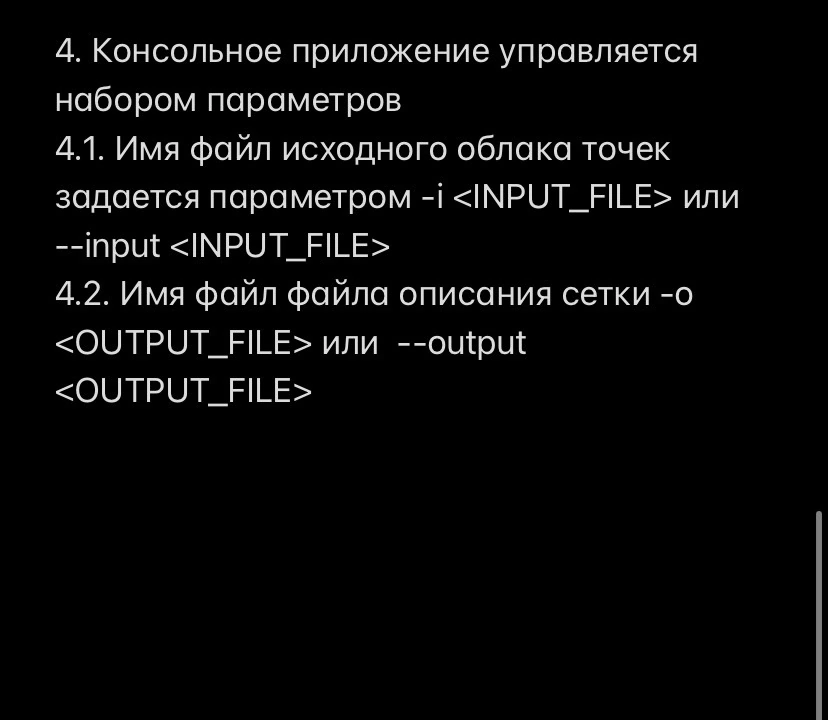 4. Консольное приложение управляется
набором параметров
4.1. Имя файл исходного облака точек
задается параметром -i <INPUT_FILE> или
--input <INPUT_FILE>
4.2. Имя файл файла описания сетки -o
<OUTPUT_FILE> или  --output
<OUTPUT_FILE>